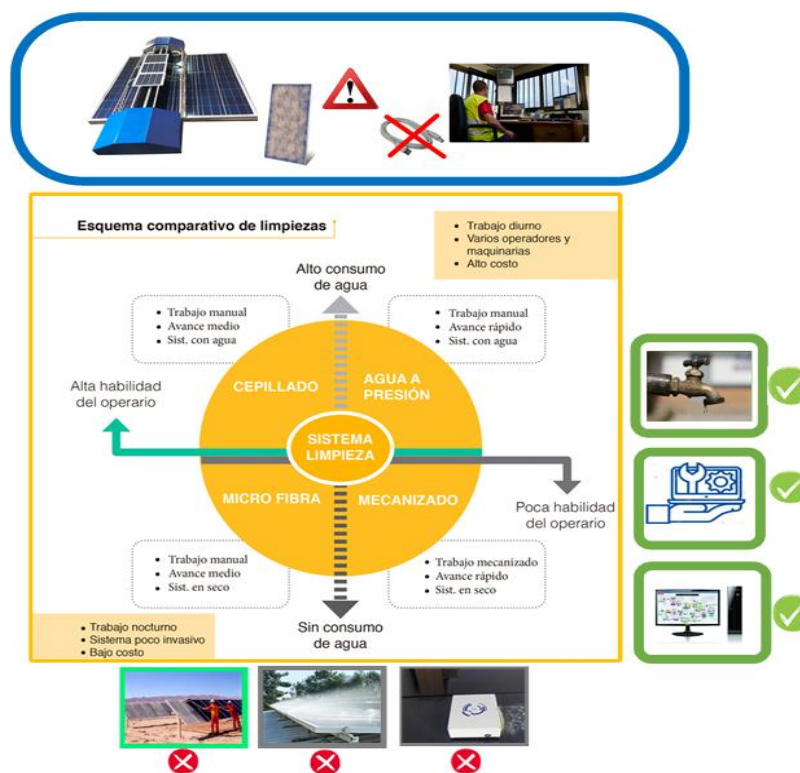 Esquema comparativo de limpiezas
• Trabajo diurno
• Varios operadores y
maquinarias
• Alto costo
Alto consumo
de agua
• Trabajo manual
• Avance medio
• Sist. con agua
• Trabajo manual
• Avance rápido
• Sist. con agua
Alta habilidad
del operario
CEPILLADO
AGUA A
PRESIÓN
SISTEMA
LIMPIEZA
MICRO FIBRA
MECANIZADO
Poca habilidad
del operario
• Trabajo manual
• Avance medio
• Sist. en seco
• Trabajo mecanizado
• Avance rápido
• Sist. en seco
• Trabajo nocturno
• Sistema poco invasivo
• Bajo costo
Sin consumo
de agua